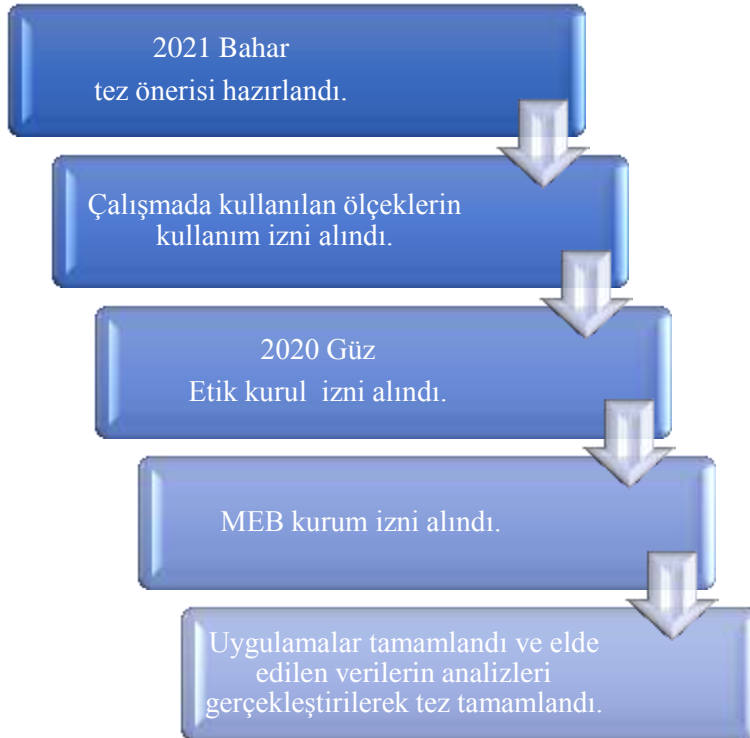 2021 Bahar
tez önerisi hazırlandı.
Çalışmada kullanılan ölçeklerin
kullanım izni alındı.
2020 Güz
Etik kurul izni alındı.
MEB kurum izni alındı.
Uygulamalar tamamlandı ve elde
edilen verilerin analizleri
gerçekleştirilerek tez tamamlandı.